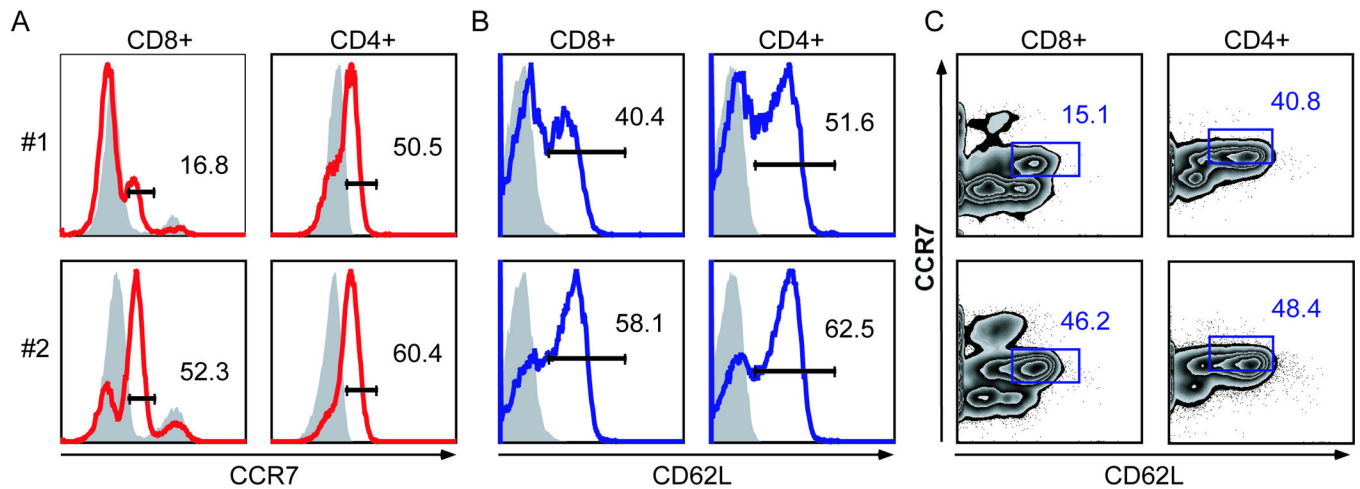 A
B
C
CD8+
CD4+
CD8+
CD4+
CD8+
CD4+
#1
16.8
50.5
40.4
51.6
15.1
40.8
#2
52.3
60.4
58.1
62.5
46.2
48.4
CCR7
CCR7
CD62L
CD62L